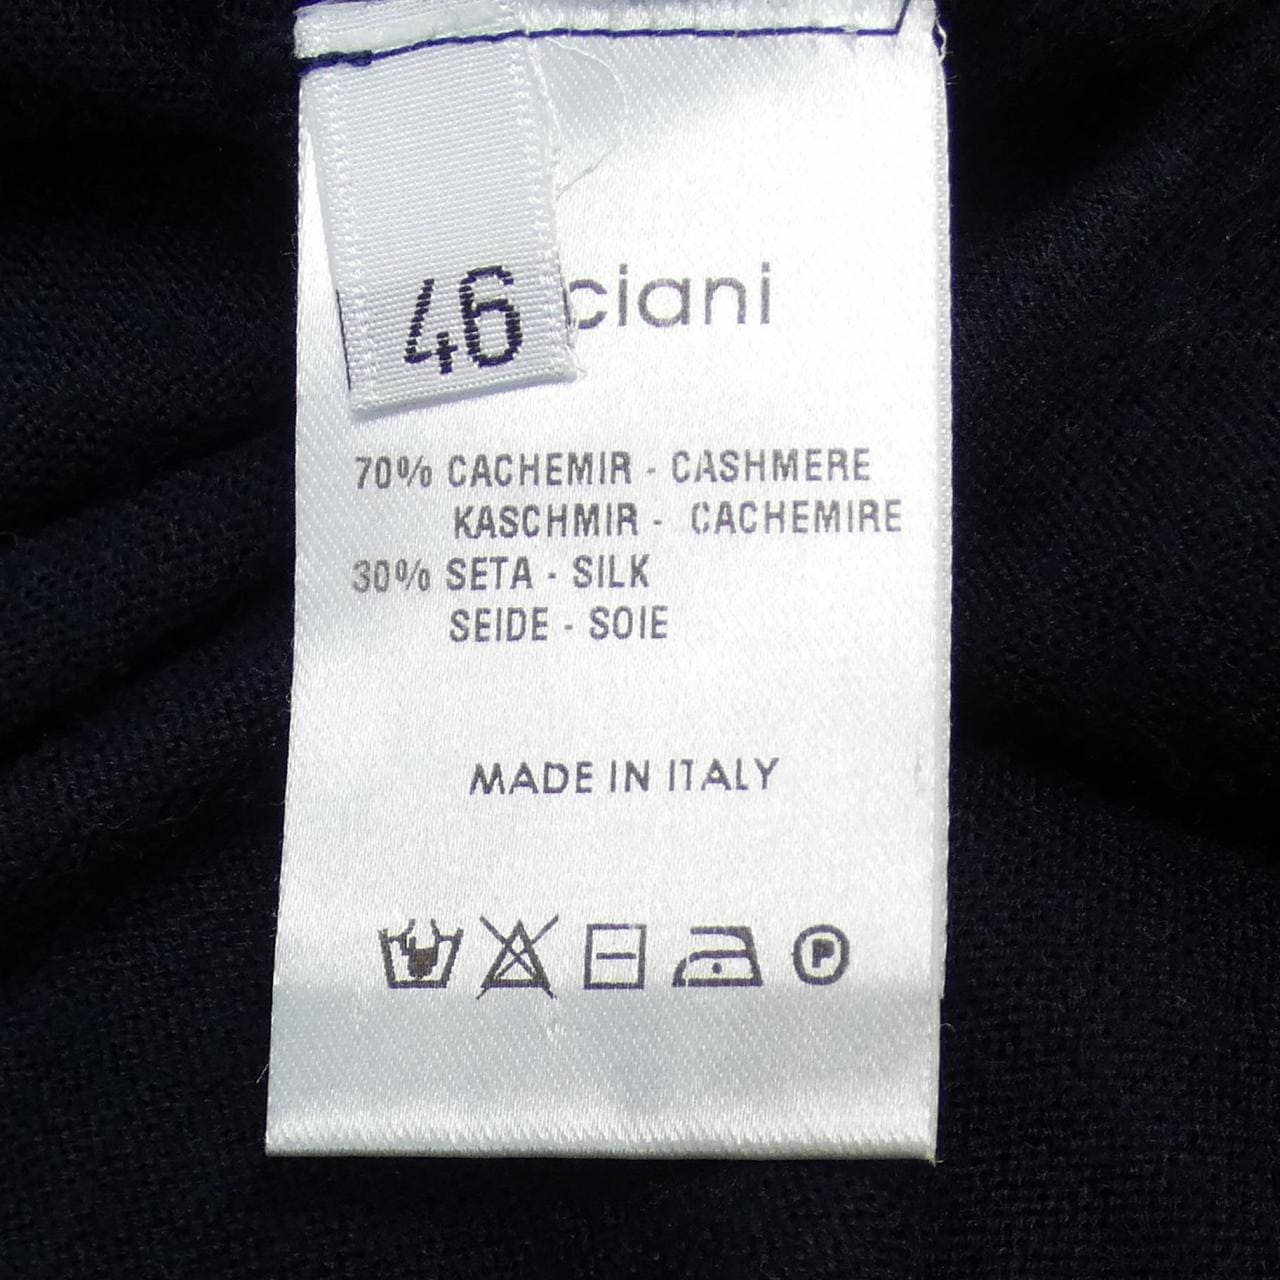 46
ciani
70% CACHEMIR - CASHMERE
KASCHMIR - CACHEMIRE
30% SETA - SILK
SEIDE - SOIE
MADE IN ITALY
P